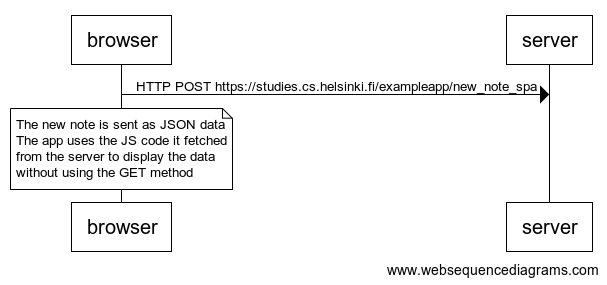 browser
server
HTTP POST https://studies.cs.helsinki.fi/exampleapp/new_note_spa
The new note is sent as JSON data
The app uses the JS code it fetched
from the server to display the data
without using the GET method
browser
server
www.websequencediagrams.com